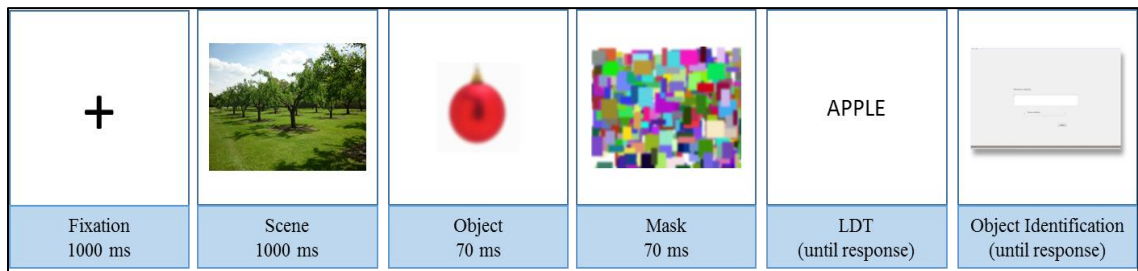 APPLE
Fixation
1000 ms
Scene
1000 ms
Object
70 ms
Mask
70 ms
LDT
(until response)
Object Identification
(until response)